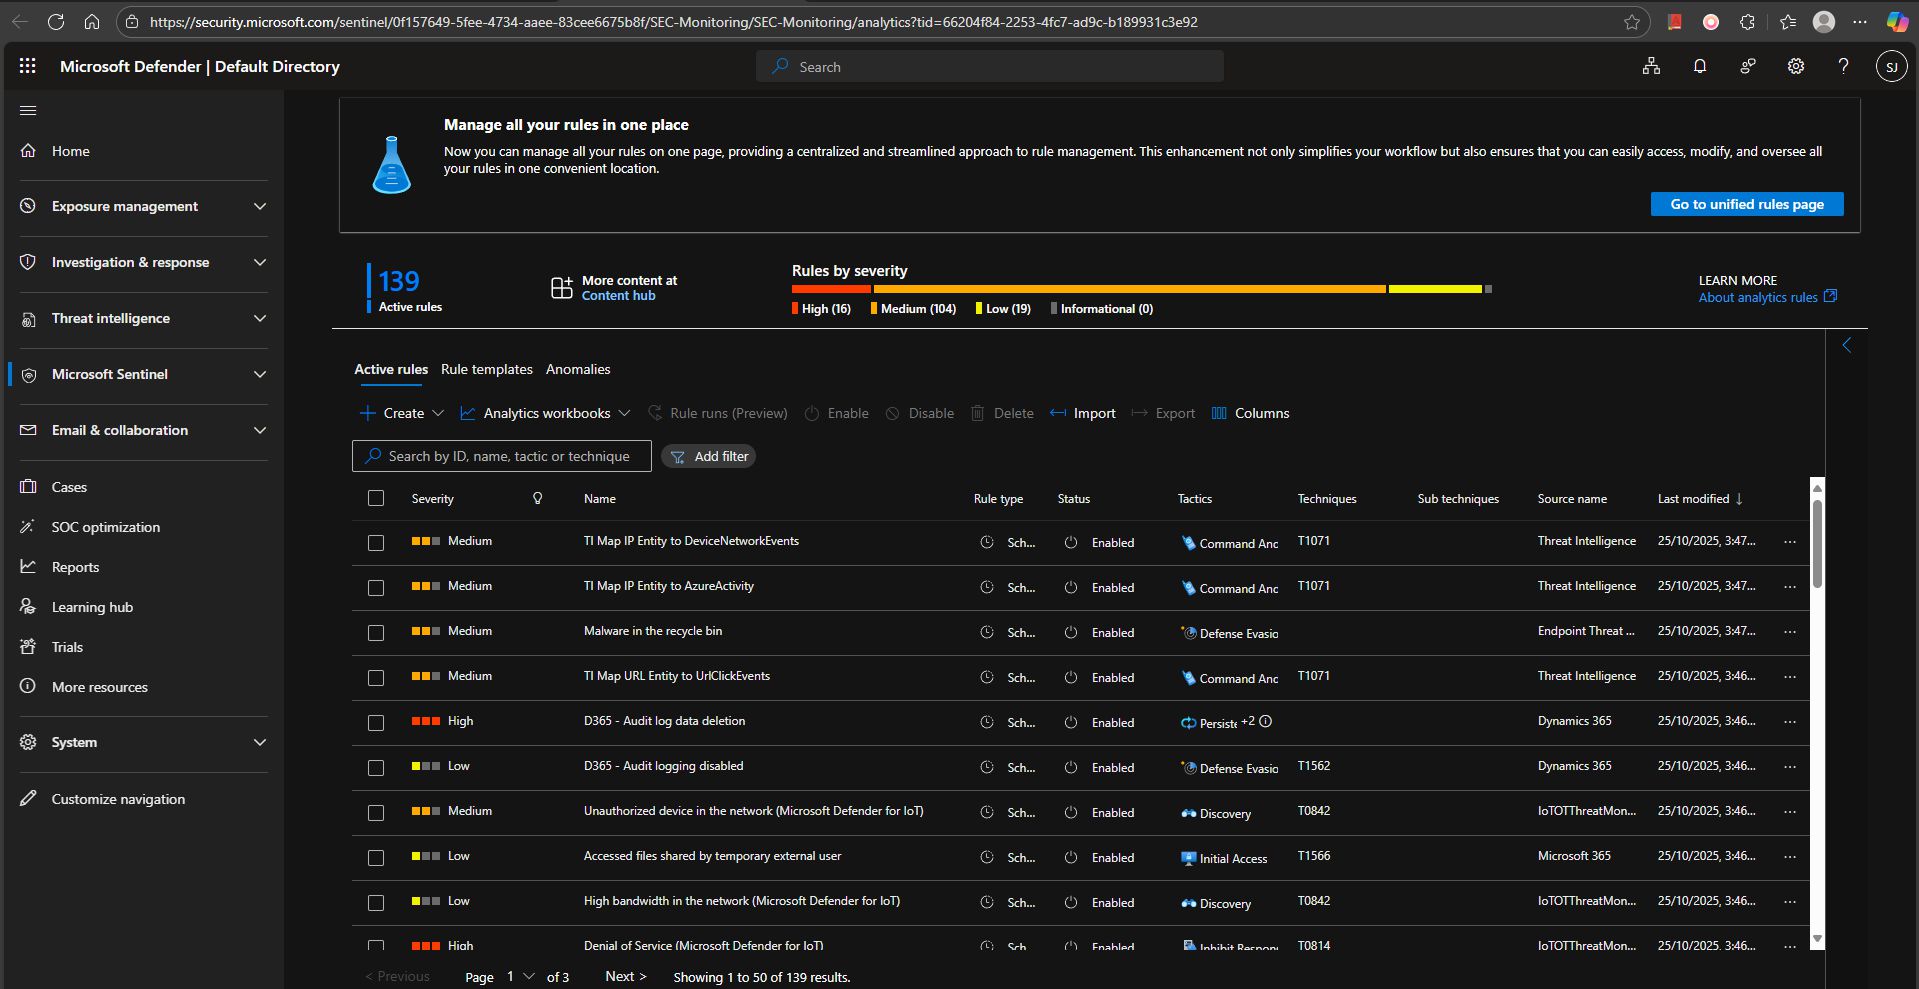 https://security.microsoft.com/sentinel/0f157649-5fee-4734-aaee-83cee6675b8f/SEC-Monitoring/SEC-Monitoring/analytics?tid=66204f84-2253-4fc7-ad9c-b189931c3e92
Microsoft Defender | Default Directory
Search
SJ
Home
Exposure management
Investigation & response
Threat intelligence
Microsoft Sentinel
Email & collaboration
Cases
SOC optimization
Reports
Learning hub
Trials
More resources
System
Customize navigation
Manage all your rules in one place
Now you can manage all your rules on one page, providing a centralized and streamlined approach to rule management. This enhancement not only simplifies your workflow but also ensures that you can easily access, modify, and oversee all
your rules in one convenient location.
Go to unified rules page
139
Active rules
More content at
Content hub
Rules by severity
High (16) Medium (104) Low (19) Informational (0)
LEARN MORE
About analytics rules
Active rules Rule templates Anomalies
Create Analytics workbooks Rule runs (Preview) Enable Disable Delete Import Export Columns
Search by ID, name, tactic or technique Add filter
Severity Name Rule type Status Tactics Techniques Sub techniques Source name Last modified ↓
Medium TI Map IP Entity to DeviceNetworkEvents Sch... Enabled Command Anc T1071 Threat Intelligence 25/10/2025, 3:47... ...
Medium TI Map IP Entity to AzureActivity Sch... Enabled Command Anc T1071 Threat Intelligence 25/10/2025, 3:47... ...
Medium Malware in the recycle bin Sch... Enabled Defense Evasio Endpoint Threat ... 25/10/2025, 3:47... ...
Medium TI Map URL Entity to UrlClickEvents Sch... Enabled Command Anc T1071 Threat Intelligence 25/10/2025, 3:46... ...
High D365 - Audit log data deletion Sch... Enabled Persiste +2 Dynamics 365 25/10/2025, 3:46... ...
Low D365 - Audit logging disabled Sch... Enabled Defense Evasio T1562 Dynamics 365 25/10/2025, 3:46... ...
Medium Unauthorized device in the network (Microsoft Defender for IoT) Sch... Enabled Discovery T0842 IoTOTThreatMon... 25/10/2025, 3:46... ...
Low Accessed files shared by temporary external user Sch... Enabled Initial Access T1566 Microsoft 365 25/10/2025, 3:46... ...
Low High bandwidth in the network (Microsoft Defender for IoT) Sch... Enabled Discovery T0842 IoTOTThreatMon... 25/10/2025, 3:46... ...
High Denial of Service (Microsoft Defender for IoT) Sch Enabled Inhibit Respon T0814 IoTOTThreatMon... 25/10/2025, 3:46... ...
< Previous Page 1 of 3 Next > Showing 1 to 50 of 139 results.